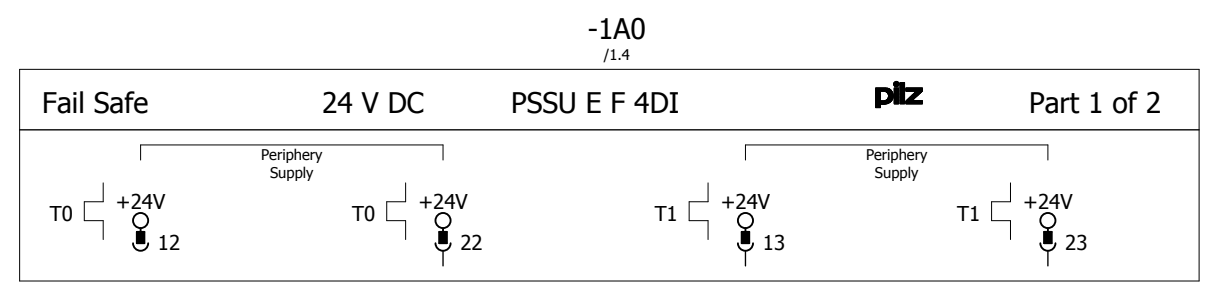 -1A0
/1.4
Fail Safe 24 V DC PSSU E F 4DI pilz Part 1 of 2
Periphery Supply
Periphery Supply
T0 +24V 12
T0 +24V 22
T1 +24V 13
T1 +24V 23